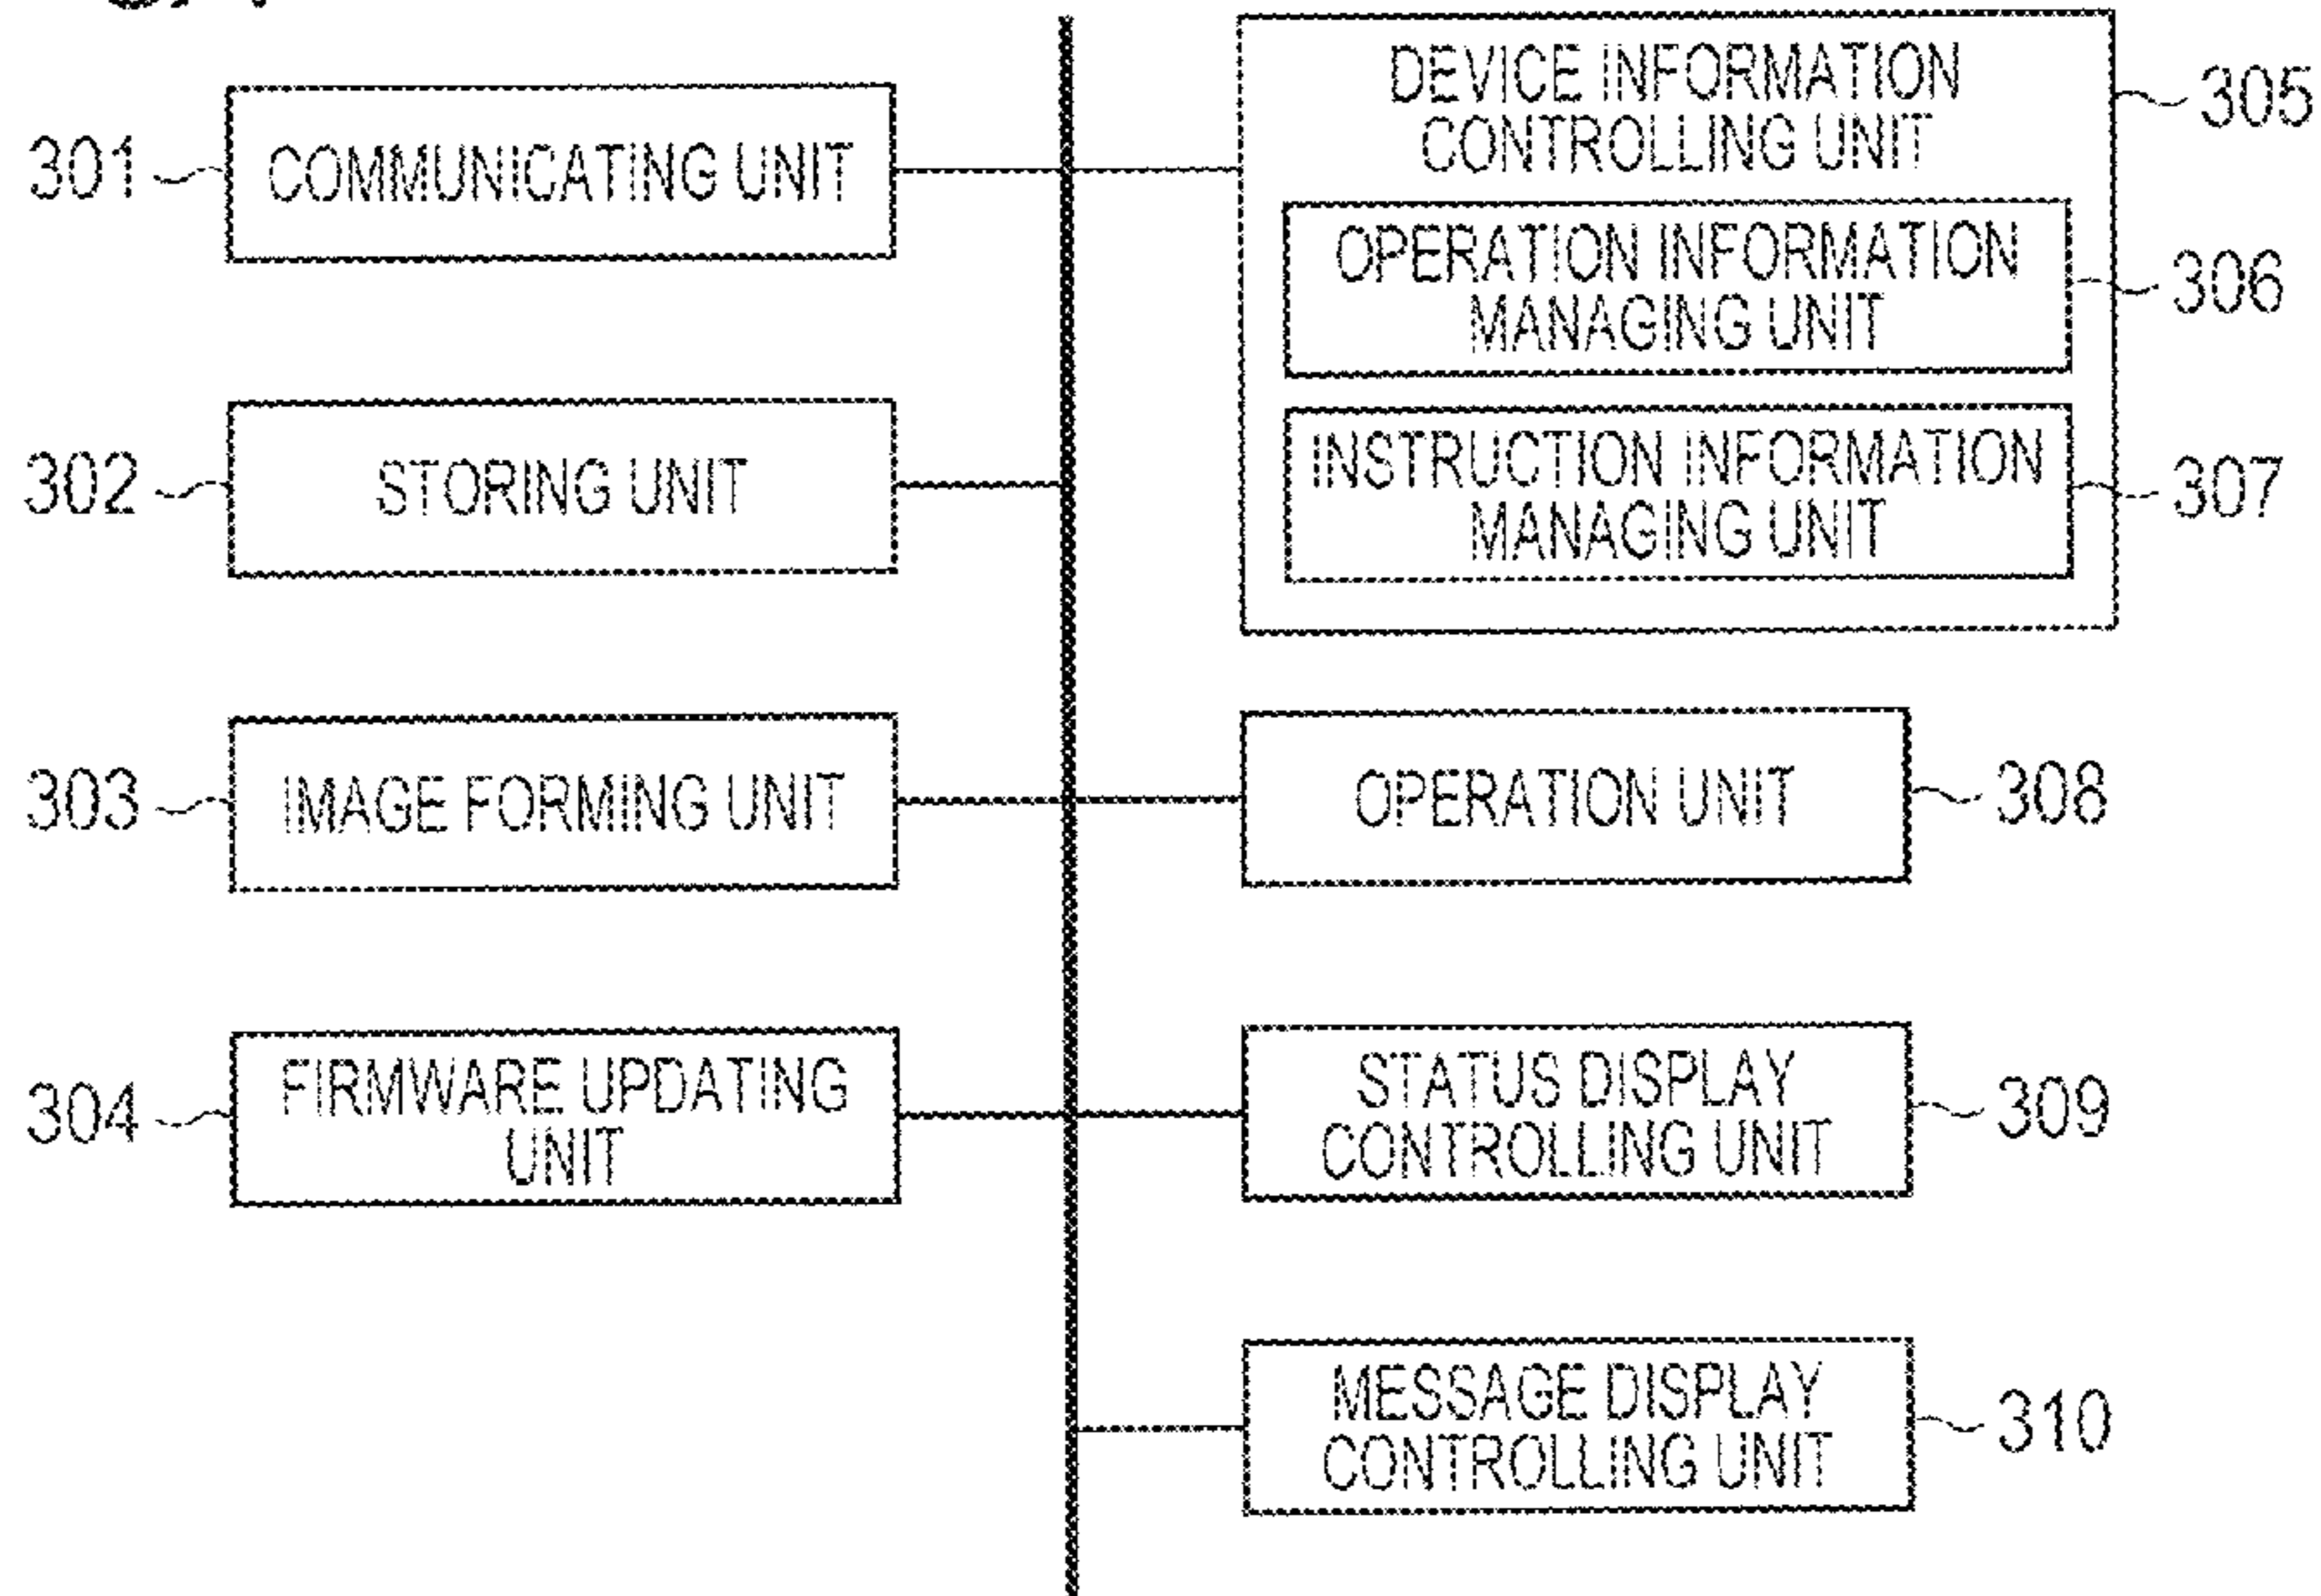 301
COMMUNICATING UNIT
302
STORING UNIT
303
IMAGE FORMING UNIT
304
FIRMWARE UPDATING
UNIT
DEVICE INFORMATION
CONTROLLING UNIT
305
OPERATION INFORMATION
MANAGING UNIT
306
INSTRUCTION INFORMATION
MANAGING UNIT
307
OPERATION UNIT
308
STATUS DISPLAY
CONTROLLING UNIT
309
MESSAGE DISPLAY
CONTROLLING UNIT
310